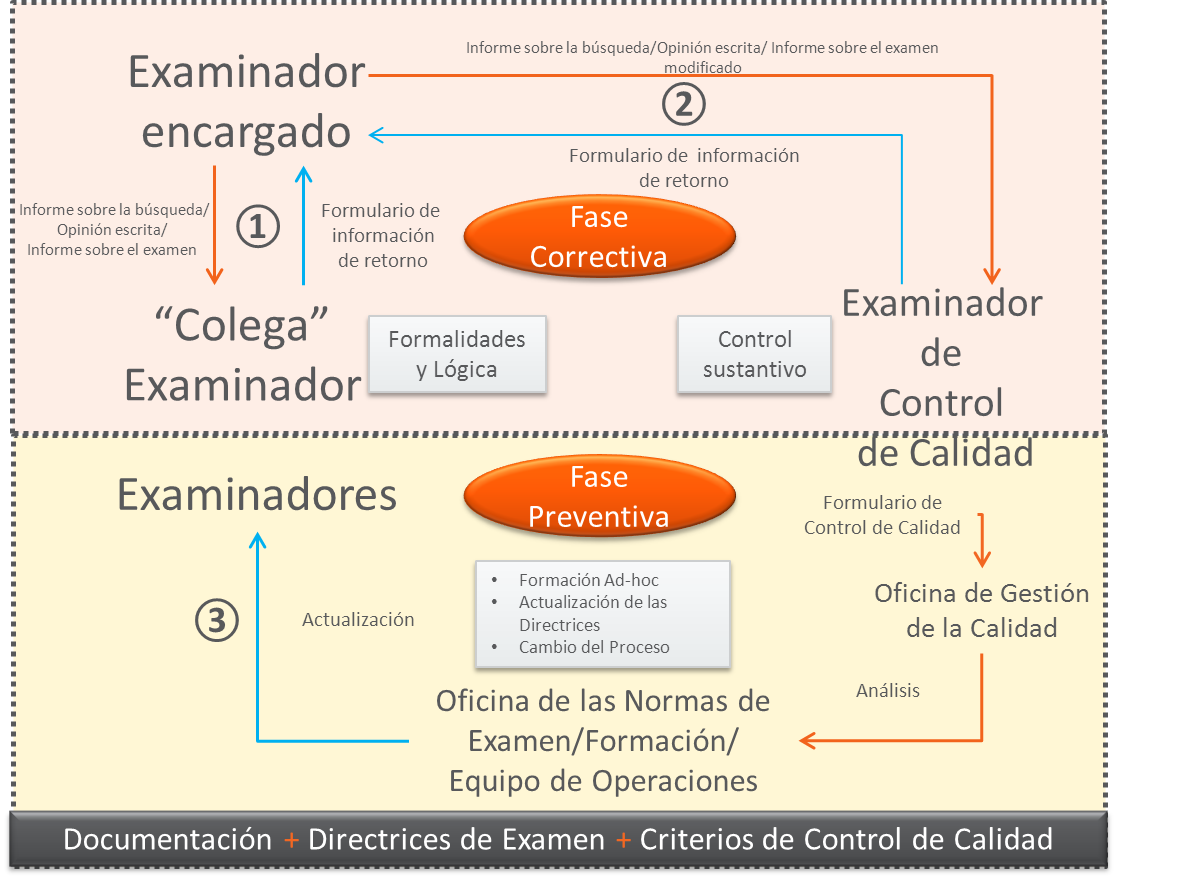 Informe sobre la búsqueda/Opinión escrita/ Informe sobre el examen
modificado
Examinador
encargado
②
Formulario de  información
de retorno
Informe sobre la búsqueda/
Opinión escrita/
Informe sobre el examen
①
Formulario de
información
de retorno
Fase
Correctiva
“Colega”
Examinador
Formalidades
y Lógica
Control
sustantivo
Examinador
de
Control
de Calidad
Examinadores
Fase
Preventiva
Formulario de
Control de Calidad
• Formación Ad-hoc
• Actualización de las
Directrices
• Cambio del Proceso
③
Actualización
Oficina de Gestión
de la Calidad
Análisis
Oficina de las Normas de
Examen/Formación/
Equipo de Operaciones
Documentación + Directrices de Examen + Criterios de Control de Calidad